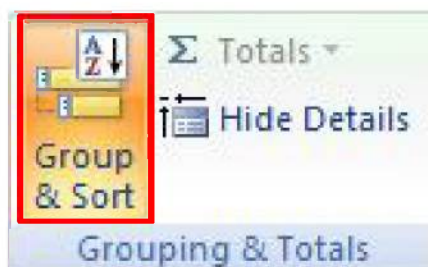 A
Z
Group
& Sort
Σ Totals
Hide Details
Grouping & Totals